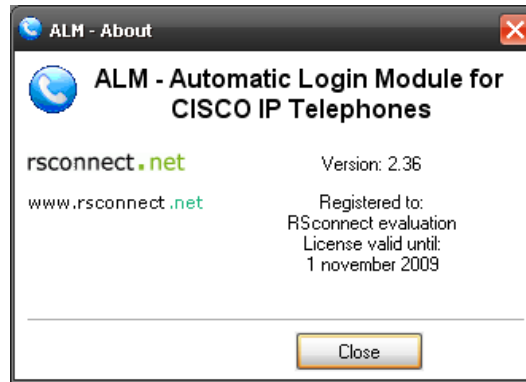 ALM - About
ALM - Automatic Login Module for
CISCO IP Telephones
rsconnect.net
www.rsconnect.net
Version: 2.36
Registered to:
RSconnect evaluation
License valid until:
1 november 2009
Close